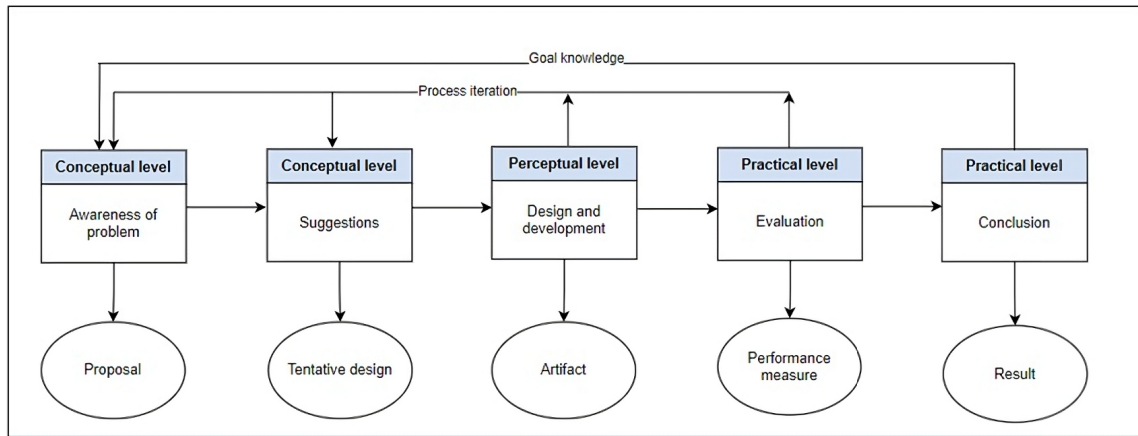 Goal knowledge
Process iteration
Conceptual level
Awareness of
problem
Conceptual level
Suggestions
Perceptual level
Design and
development
Practical level
Evaluation
Practical level
Conclusion
Proposal
Tentative design
Artifact
Performance
measure
Result